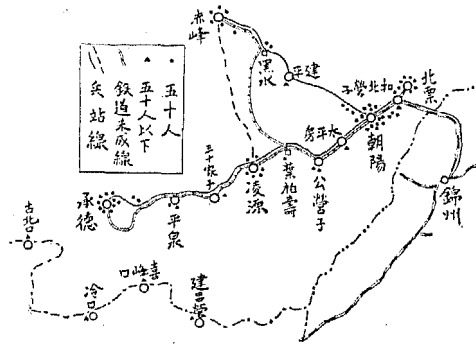 赤峰
黒水
建平
北票
和北營子
朝陽
水平房
公營子
葉柏壽
凌源
三十家子
平泉
承德
錦州
古北口
冷口
喜峰口
建昌營
五十人
五十人以下
鉄道未成線
兵站線